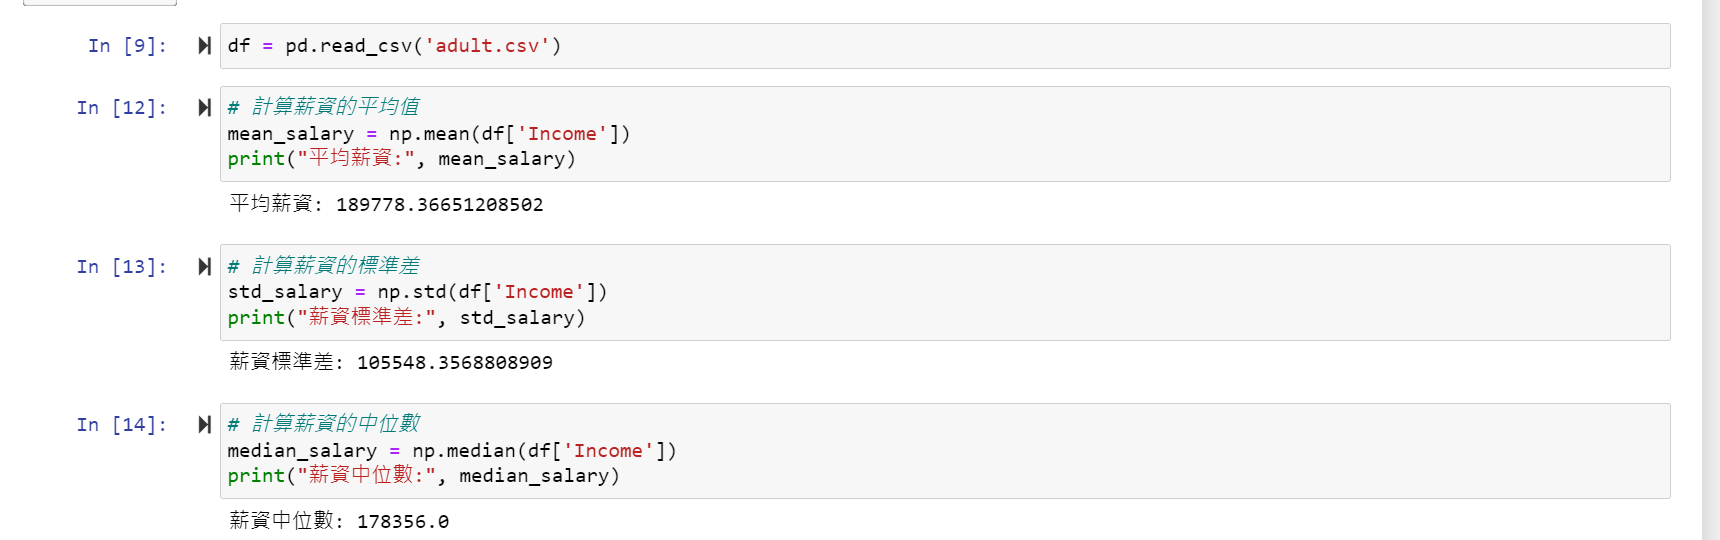 In [9]: df = pd.read_csv('adult.csv')
In [12]: # 計算薪資的平均值
mean_salary = np.mean(df['Income'])
print("平均薪資:", mean_salary)
平均薪資: 189778.36651208502
In [13]: # 計算薪資的標準差
std_salary = np.std(df['Income'])
print("薪資標準差:", std_salary)
薪資標準差: 105548.3568808909
In [14]: # 計算薪資的中位數
median_salary = np.median(df['Income'])
print("薪資中位數:", median_salary)
薪資中位數: 178356.0